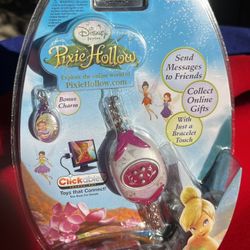 Disney
Fairies
Pixie Hollow
Explore the online world of
PixieHollow.com
Bonus
Charm
Send
Messages
to Friends
Collect
Online
Gifts
With
Just a
Bracelet
Touch
Clickables
Toys that Connect!